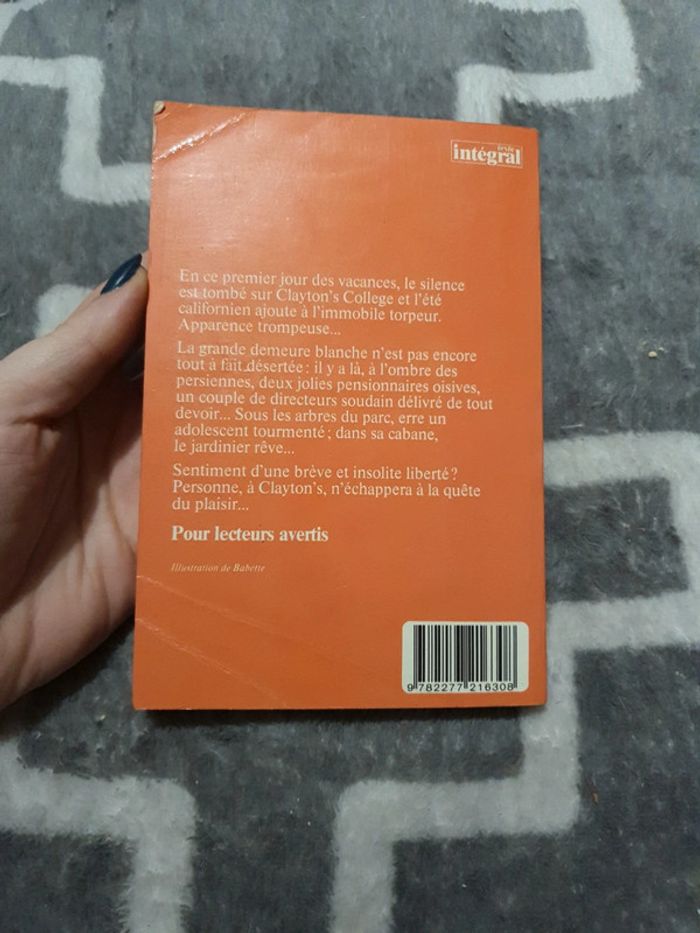 texte
intégral
En ce premier jour des vacances, le silence
est tombé sur Clayton's College et l'été
californien ajoute à l'immobile torpeur.
Apparence trompeuse...
La grande demeure blanche n'est pas encore
tout à fait désertée : il y a là, à l'ombre des
persiennes, deux jolies pensionnaires oisives,
un couple de directeurs soudain délivré de tout
devoir... Sous les arbres du parc, erre un
adolescent tourmenté ; dans sa cabane,
le jardinier rêve...
Sentiment d'une brève et insolite liberté ?
Personne, à Clayton's, n'échappera à la quête
du plaisir...
Pour lecteurs avertis
Illustration de Babette
9 782277 216308